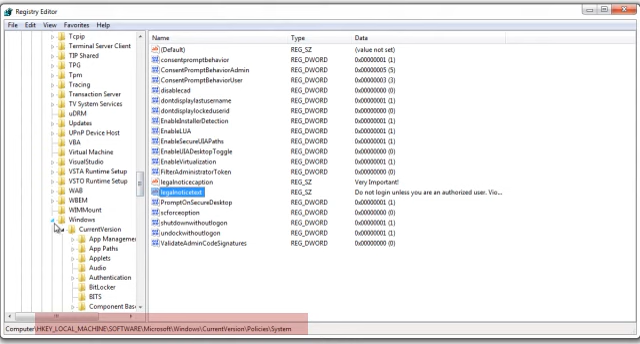 Registry Editor
File Edit View Favorites Help
Tcpip
Terminal Server Client
TIP Shared
TPG
Tpm
Tracing
Transaction Server
TV System Services
uDRM
Updates
UPnP Device Host
VBA
Virtual Machine
VisualStudio
VSTA Runtime Setup
VSTO Runtime Setup
WAB
WBEM
WIMMount
Windows
CurrentVersion
App Managemen
App Paths
Applets
Audio
Authentication
BitLocker
BITS
Component Base
Name Type Data
(Default) REG_SZ (value not set)
consentpromptbehavior REG_DWORD 0x00000001 (1)
ConsentPromptBehaviorAdmin REG_DWORD 0x00000005 (5)
ConsentPromptBehaviorUser REG_DWORD 0x00000003 (3)
disablecad REG_DWORD 0x00000000 (0)
dontdisplaylastusername REG_DWORD 0x00000001 (1)
dontdisplaylockeduserid REG_DWORD 0x00000000 (0)
EnableInstallerDetection REG_DWORD 0x00000001 (1)
EnableLUA REG_DWORD 0x00000001 (1)
EnableSecureUIAPaths REG_DWORD 0x00000001 (1)
EnableUIADesktopToggle REG_DWORD 0x00000000 (0)
EnableVirtualization REG_DWORD 0x00000001 (1)
FilterAdministratorToken REG_DWORD 0x00000000 (0)
legalnoticecaption REG_SZ Very Important!
legalnoticetext REG_SZ Do not login unless you are an authorized user. Vio...
PromptOnSecureDesktop REG_DWORD 0x00000001 (1)
scforceoption REG_DWORD 0x00000000 (0)
shutdownwithoutlogon REG_DWORD 0x00000001 (1)
undockwithoutlogon REG_DWORD 0x00000001 (1)
ValidateAdminCodeSignatures REG_DWORD 0x00000000 (0)
Computer\HKEY_LOCAL_MACHINE\SOFTWARE\Microsoft\Windows\CurrentVersion\Policies\System